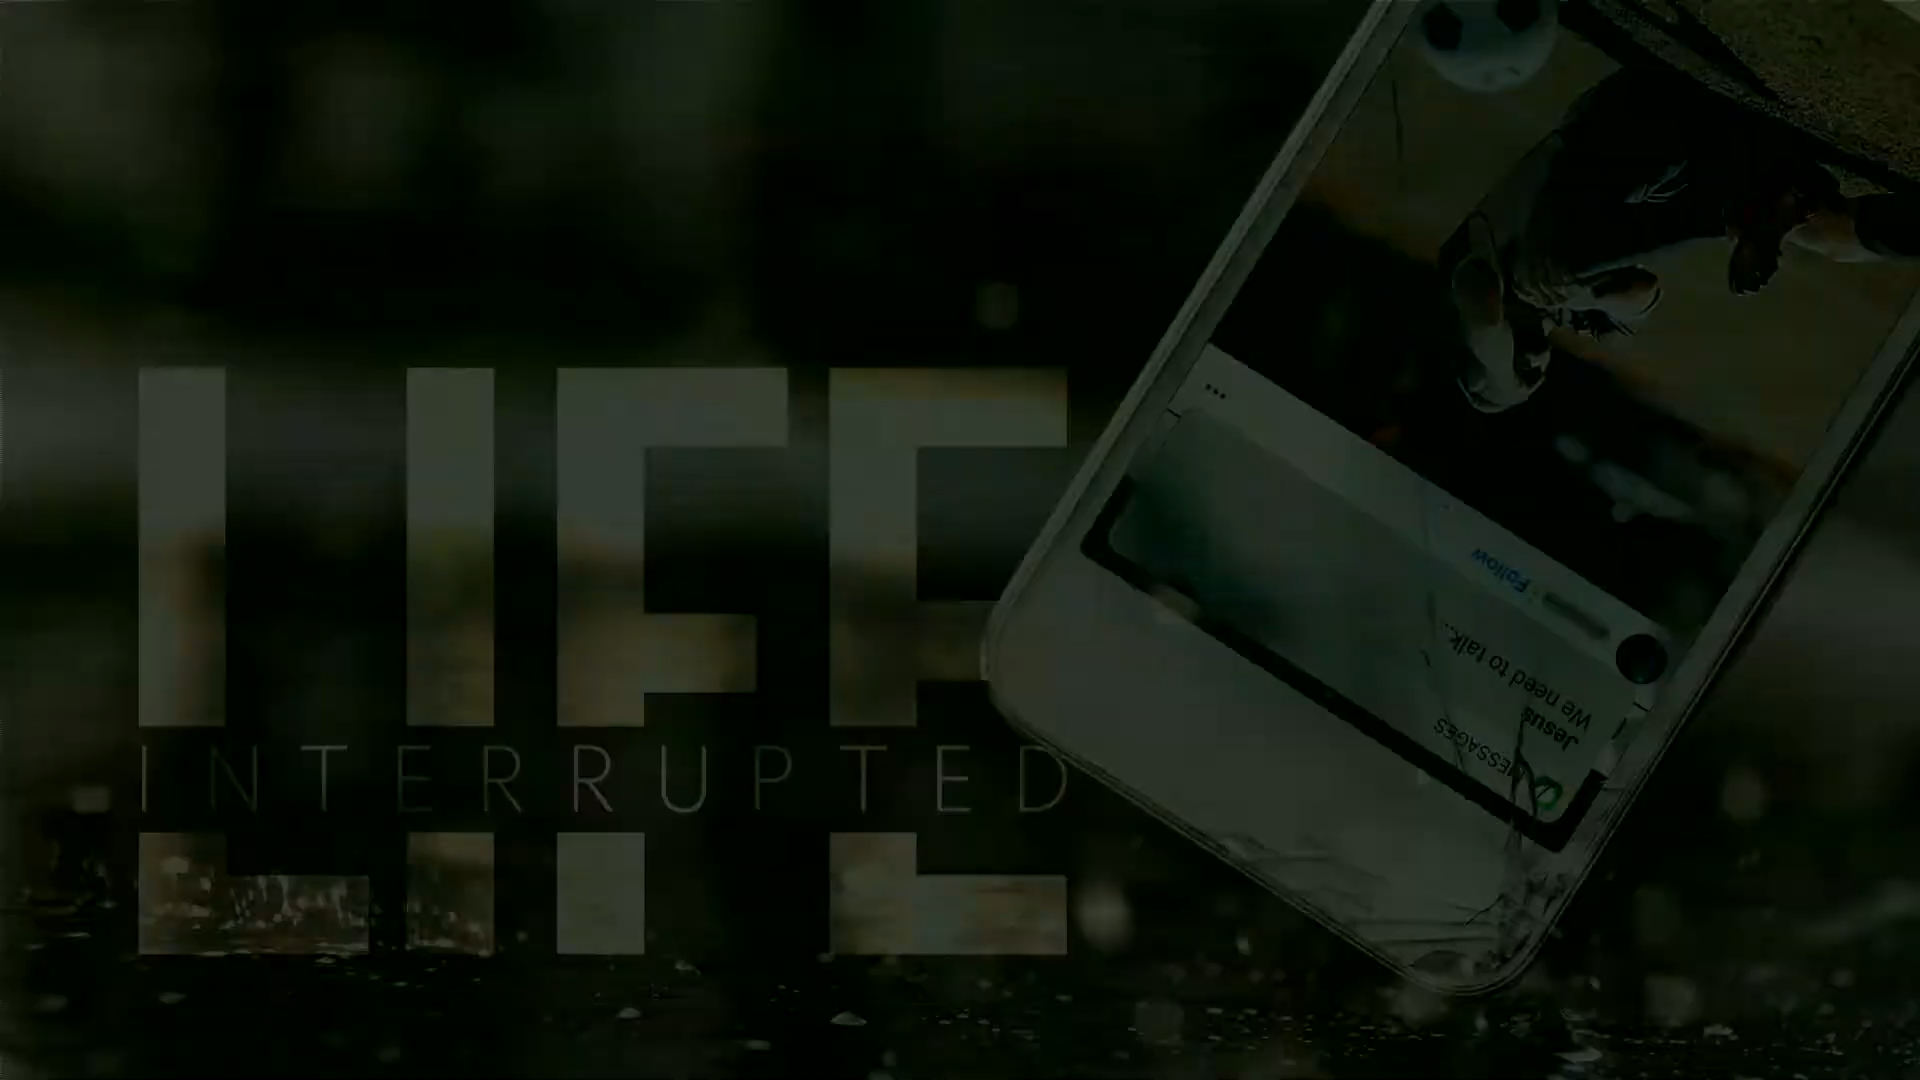 LIFE
INTERRUPTED
...
Follow
We need to talk...
Jesus
MESSAGES